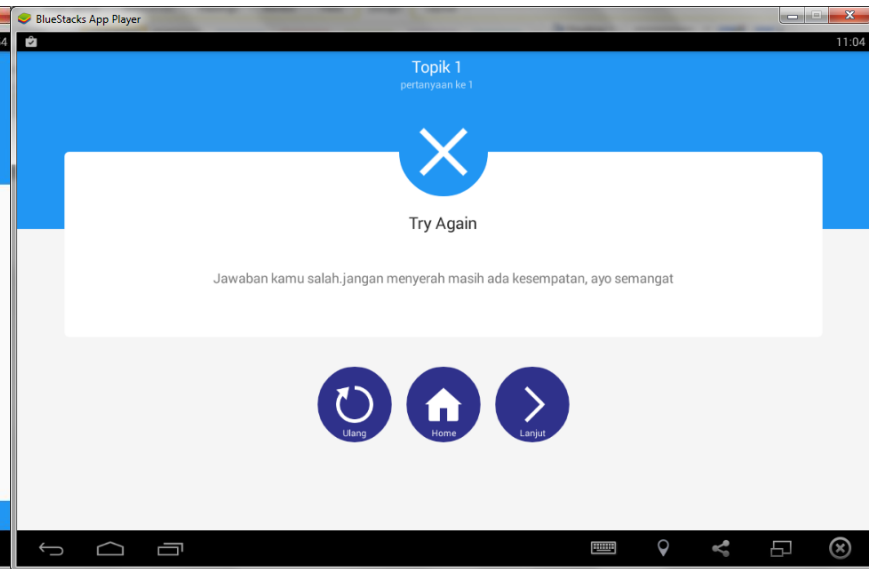 BlueStacks App Player
11:04
Topik 1
pertanyaan ke 1
Try Again
Jawaban kamu salah.jangan menyerah masih ada kesempatan, ayo semangat
Ulang
Home
Lanjut